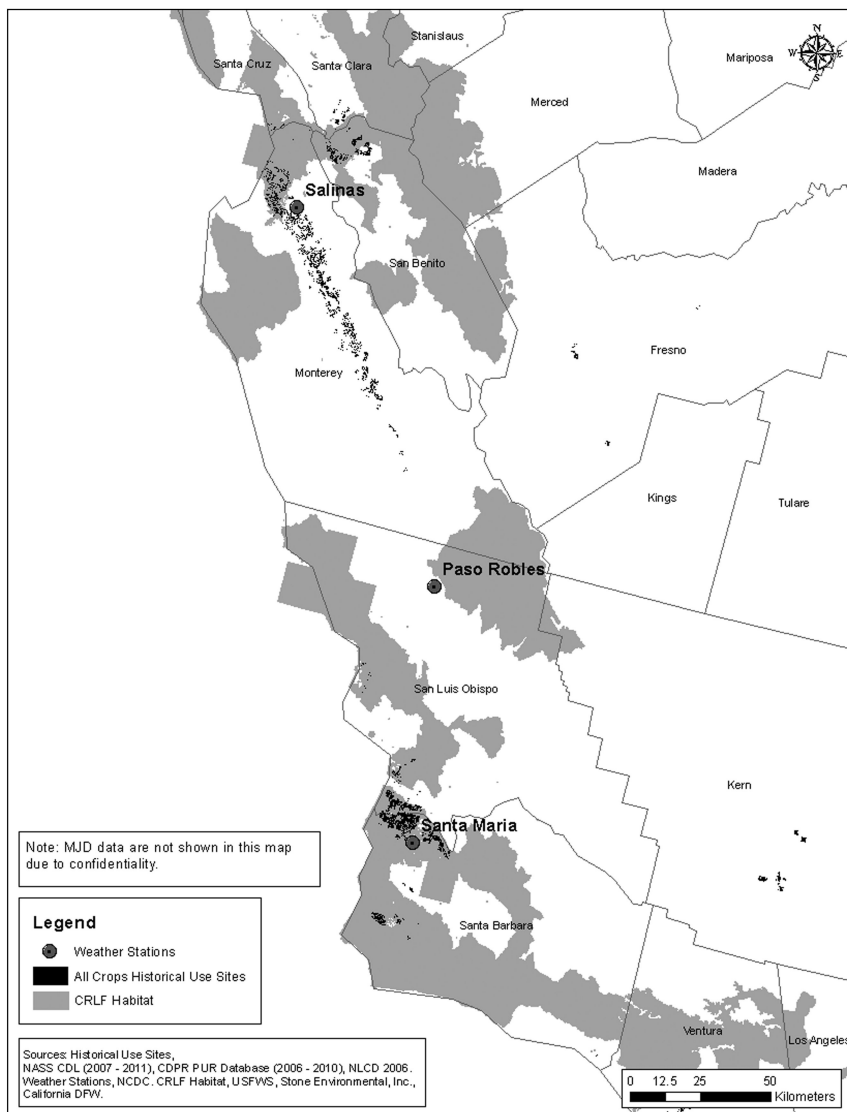 Stanislaus
Santa Cruz
Santa Clara
Mariposa
N
W E
S
Merced
Madera
Salinas
San Benito
Fresno
Monterey
Kings
Tulare
Paso Robles
San Luis Obispo
Kern
Santa Maria
Note: MJD data are not shown in this map
due to confidentiality.
Santa Barbara
Legend
Weather Stations
All Crops Historical Use Sites
CRLF Habitat
Ventura
Los Angeles
Sources: Historical Use Sites,
NASS CDL (2007 - 2011), CDPR PUR Database (2006 - 2010), NLCD 2006.
Weather Stations, NCDC. CRLF Habitat, USFWS, Stone Environmental, Inc.,
California DFW.
0 12.5 25 50
Kilometers